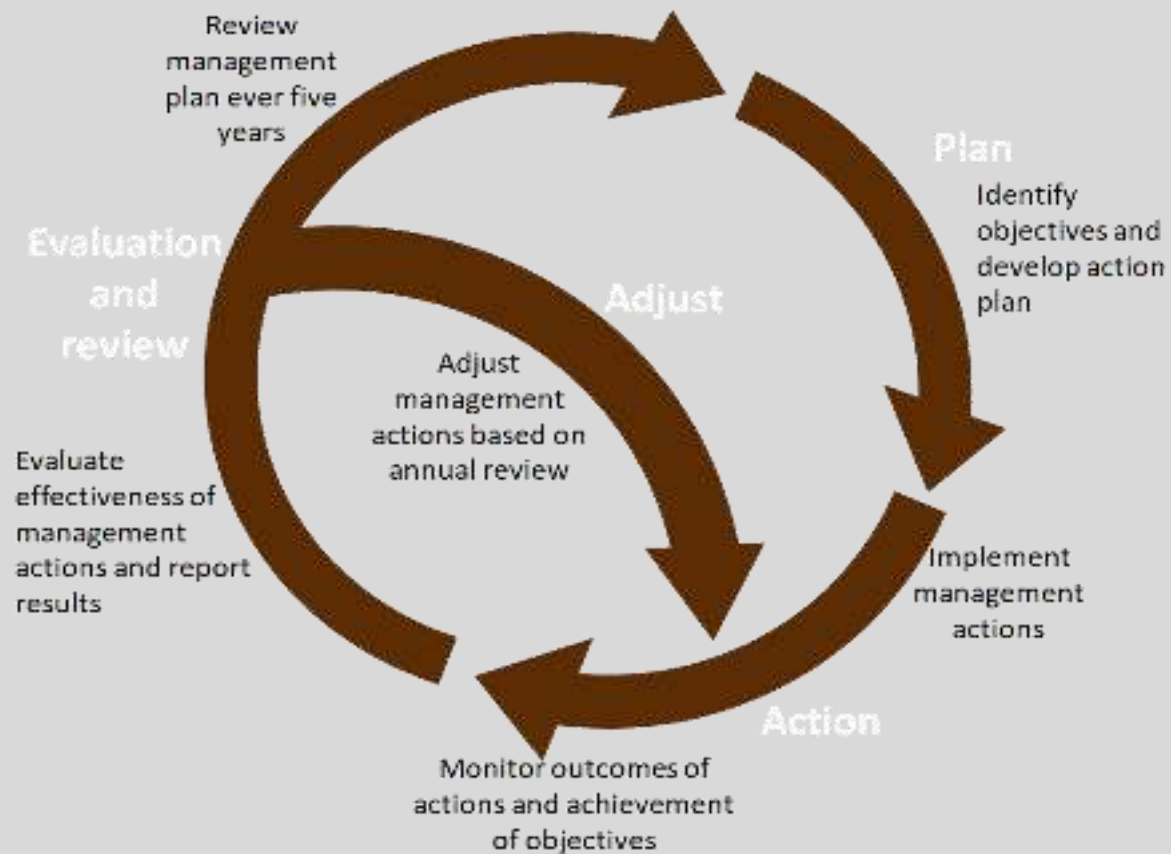 Review
management
plan ever five
years
Plan
Identify
objectives and
develop action
plan
Evaluation
and
review
Adjust
Adjust
management
actions based on
annual review
Evaluate
effectiveness of
management
actions and report
results
Implement
management
actions
Action
Monitor outcomes of
actions and achievement
of objectives